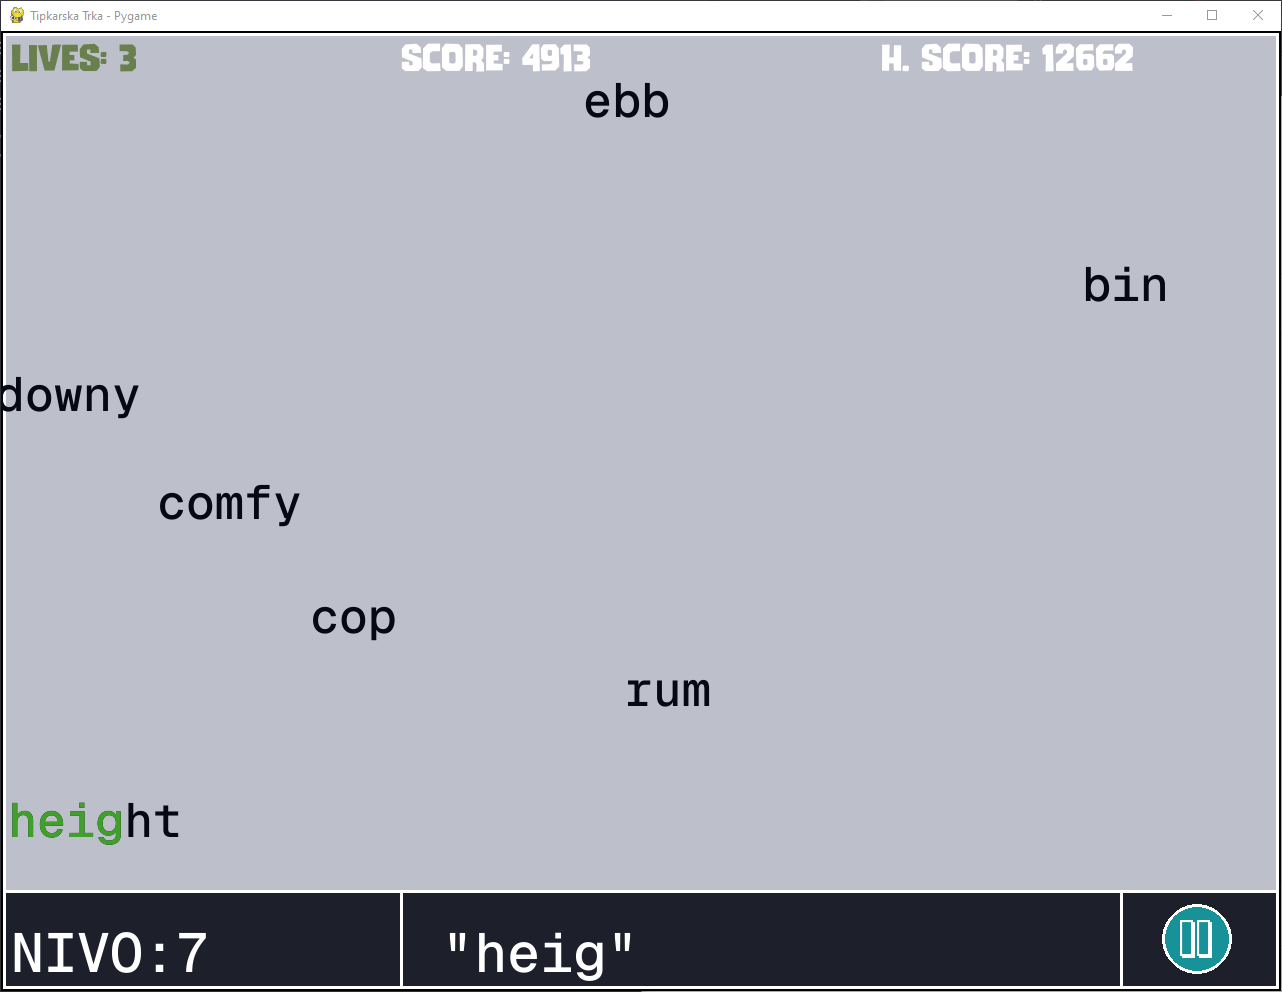 Tipkarska Trka - Pygame
LIVES: 3 SCORE: 4913 H. SCORE: 12662
ebb
bin
downy
comfy
cop
rum
height
NIVO:7 "heig"